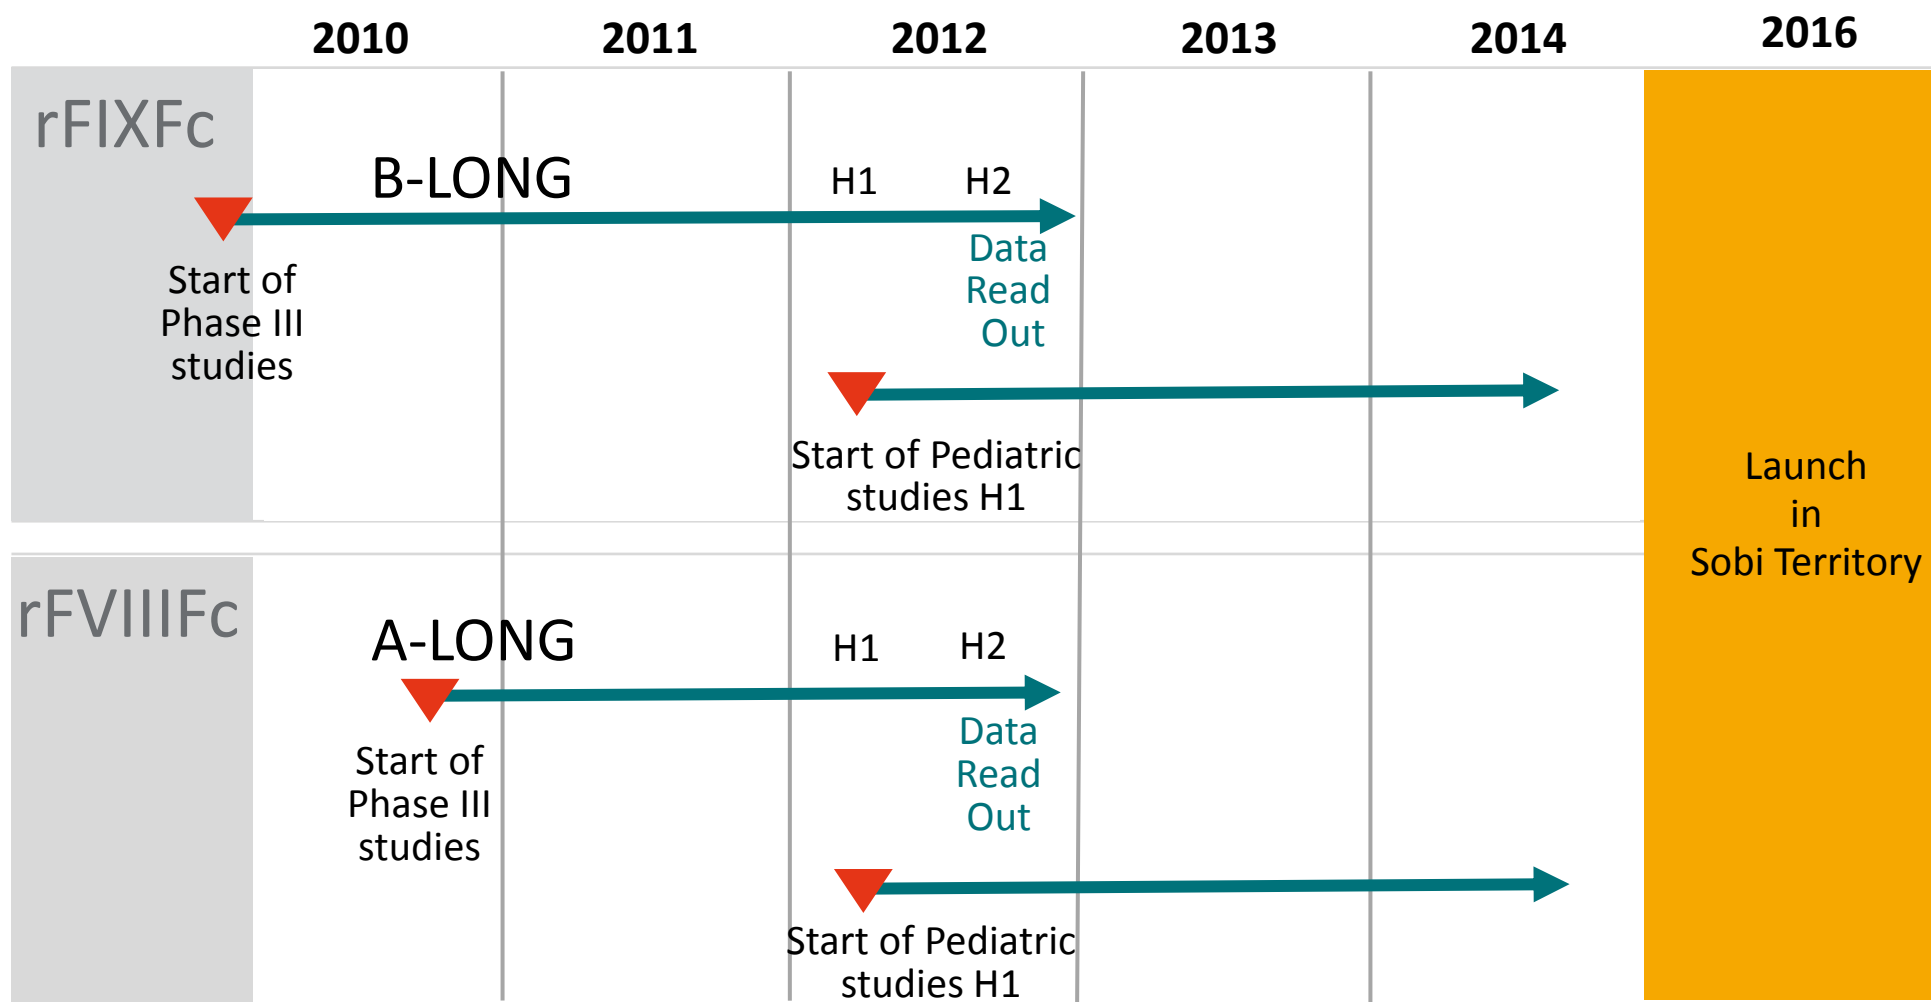 2010 2011 2012 2013 2014 2016
rFIXFc
B-LONG
H1 H2
Data
Read
Out
Start of
Phase III
studies
Start of Pediatric
studies H1
Launch
in
Sobi Territory
rFVIIIFc
A-LONG
H1 H2
Data
Read
Out
Start of
Phase III
studies
Start of Pediatric
studies H1